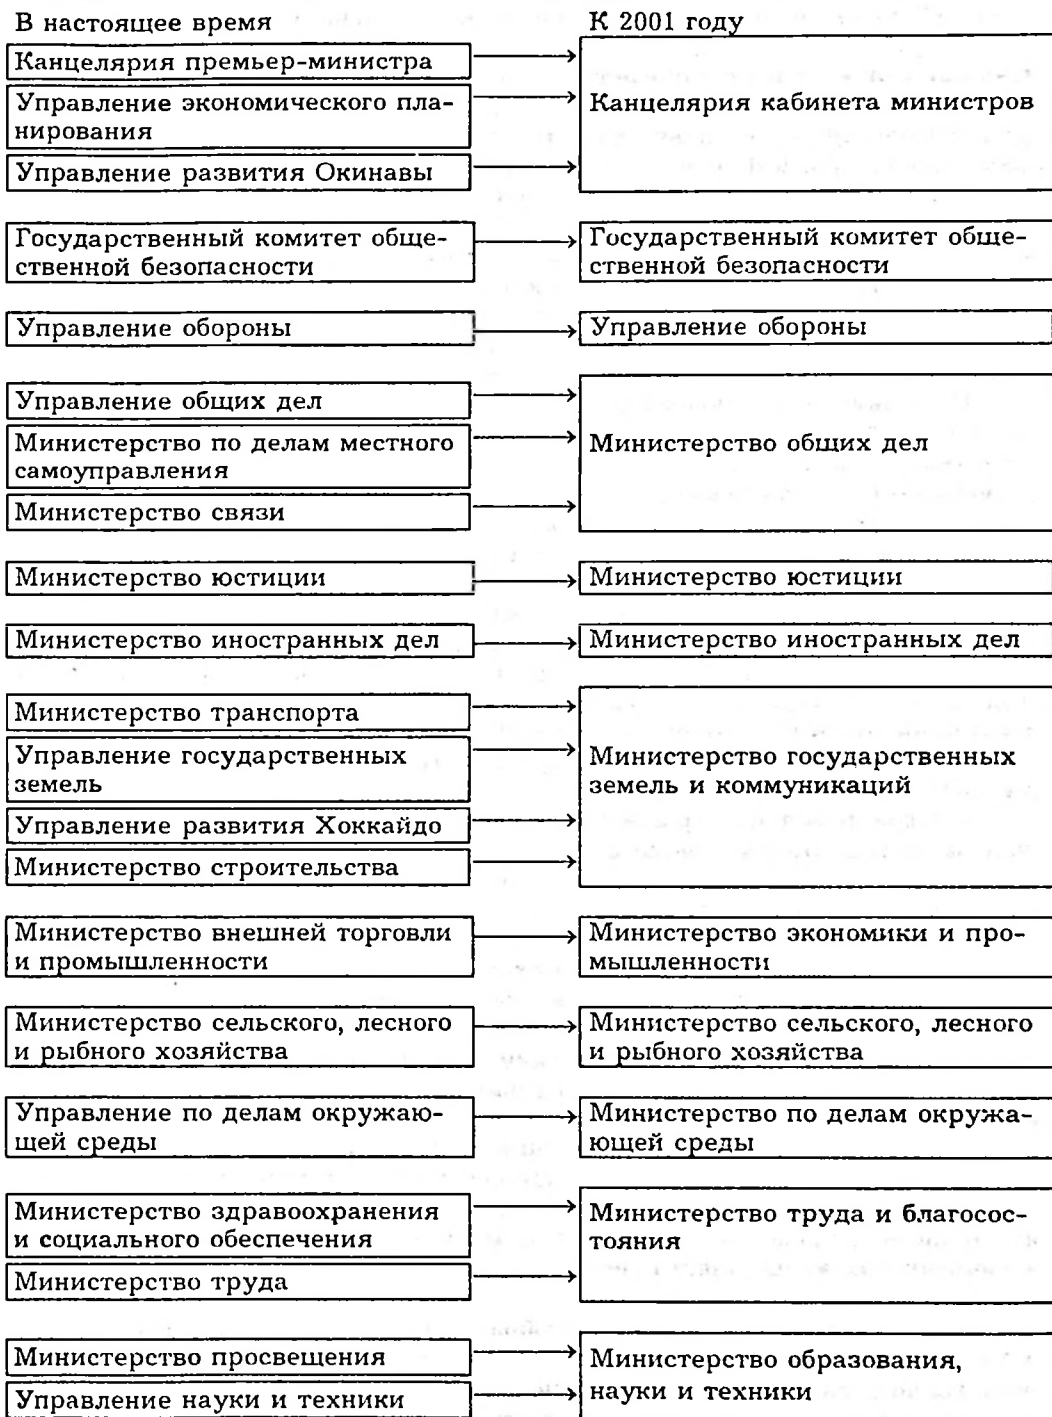 В настоящее время
К 2001 году
Канцелярия премьер-министра
Управление экономического пла-
нирования
Управление развития Окинавы
Канцелярия кабинета министров
Государственный комитет обще-
ственной безопасности
Государственный комитет обще-
ственной безопасности
Управление обороны
Управление обороны
Управление общих дел
Министерство по делам местного
самоуправления
Министерство связи
Министерство общих дел
Министерство юстиции
Министерство юстиции
Министерство иностранных дел
Министерство иностранных дел
Министерство транспорта
Управление государственных
земель
Управление развития Хоккайдо
Министерство строительства
Министерство государственных
земель и коммуникаций
Министерство внешней торговли
и промышленности
Министерство экономики и про-
мышленности
Министерство сельского, лесного
и рыбного хозяйства
Министерство сельского, лесного
и рыбного хозяйства
Управление по делам окружаю-
щей среды
Министерство по делам окружа-
ющей среды
Министерство здравоохранения
и социального обеспечения
Министерство труда
Министерство труда и благосос-
тояния
Министерство просвещения
Управление науки и техники
Министерство образования,
науки и техники